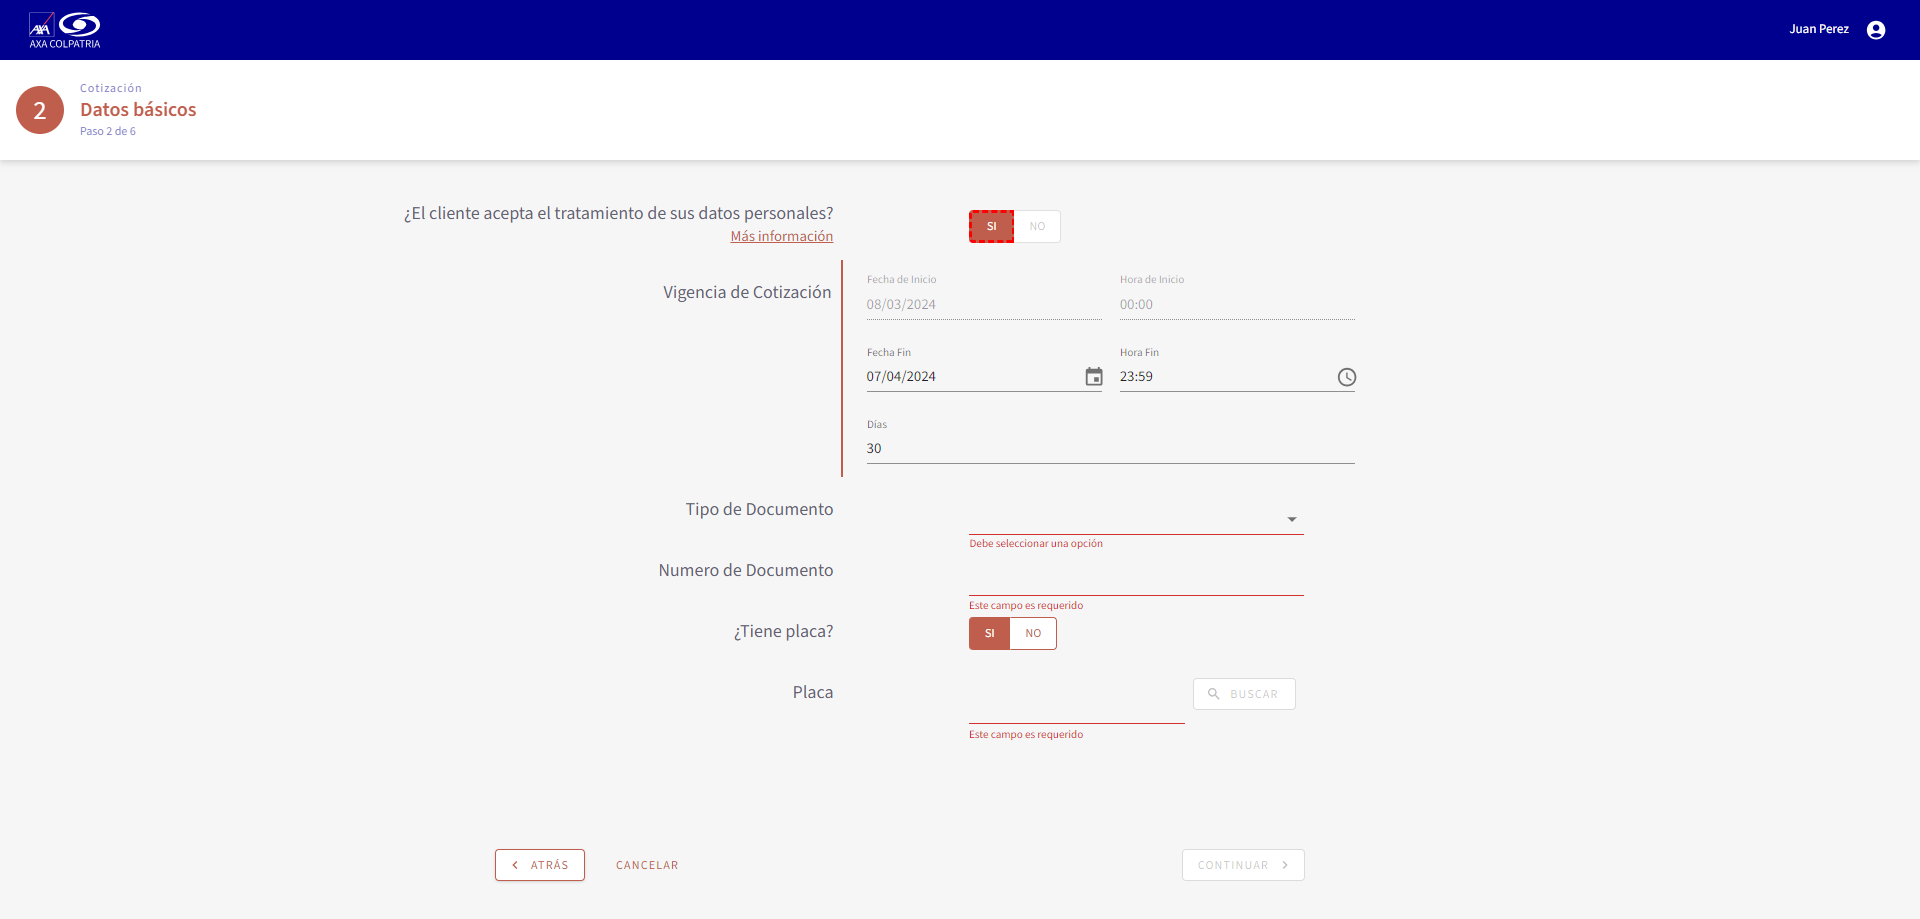 AXA
AXA COLPATRIA
Juan Perez
2
Cotización
Datos básicos
Paso 2 de 6
¿El cliente acepta el tratamiento de sus datos personales?
Más información
SI NO
Vigencia de Cotización
Fecha de Inicio Hora de Inicio
08/03/2024 00:00
Fecha Fin Hora Fin
07/04/2024 23:59
Días
30
Tipo de Documento
Debe seleccionar una opción
Numero de Documento
Este campo es requerido
¿Tiene placa?
SI NO
Placa
BUSCAR
Este campo es requerido
ATRÁS CANCELAR CONTINUAR